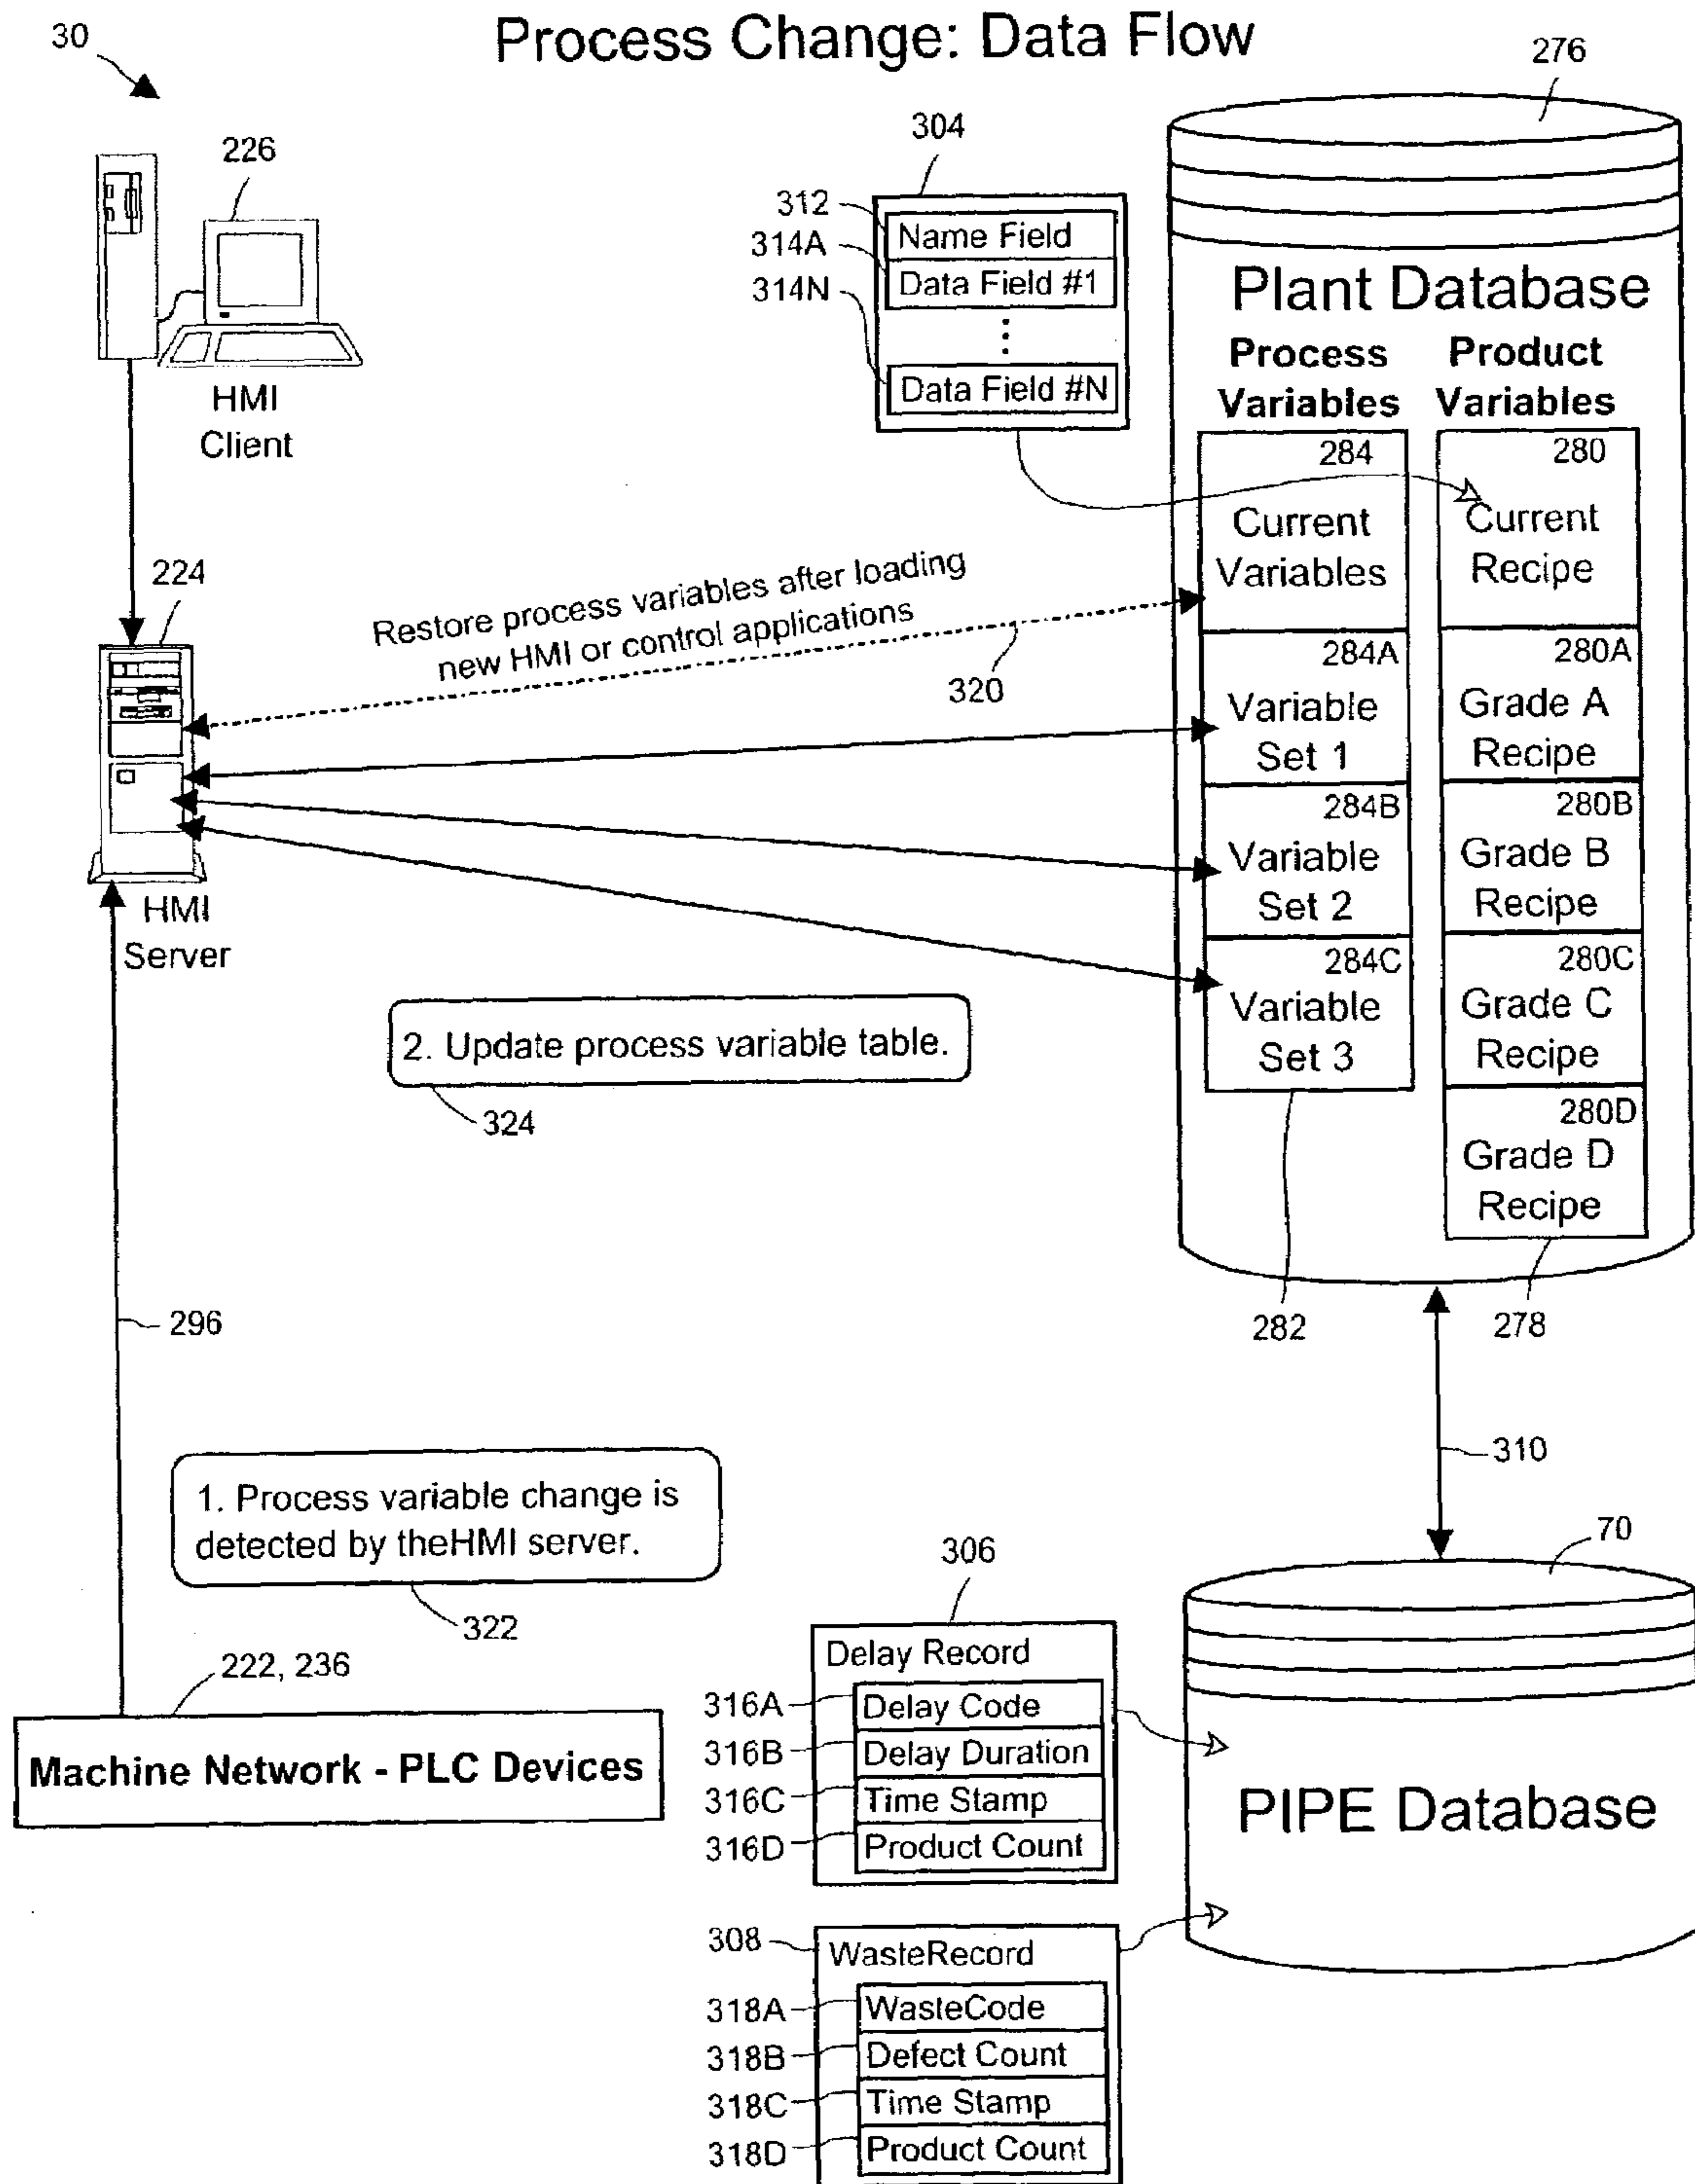 Process Change: Data Flow
30
276
226
304
312
Name Field
314A
Data Field #1
314N
Data Field #N
HMI
Client
Plant Database
Process
Variables
Product
Variables
284
Current
Variables
280
Current
Recipe
224
Restore process variables after loading
new HMI or control applications
320
284A
Variable
Set 1
280A
Grade A
Recipe
284B
Variable
Set 2
280B
Grade B
Recipe
HMI
Server
284C
Variable
Set 3
280C
Grade C
Recipe
2. Update process variable table.
324
280D
Grade D
Recipe
282
278
296
310
1. Process variable change is
detected by theHMI server.
322
222, 236
Machine Network - PLC Devices
70
PIPE Database
306
Delay Record
316A
Delay Code
316B
Delay Duration
316C
Time Stamp
316D
Product Count
308
WasteRecord
318A
WasteCode
318B
Defect Count
318C
Time Stamp
318D
Product Count